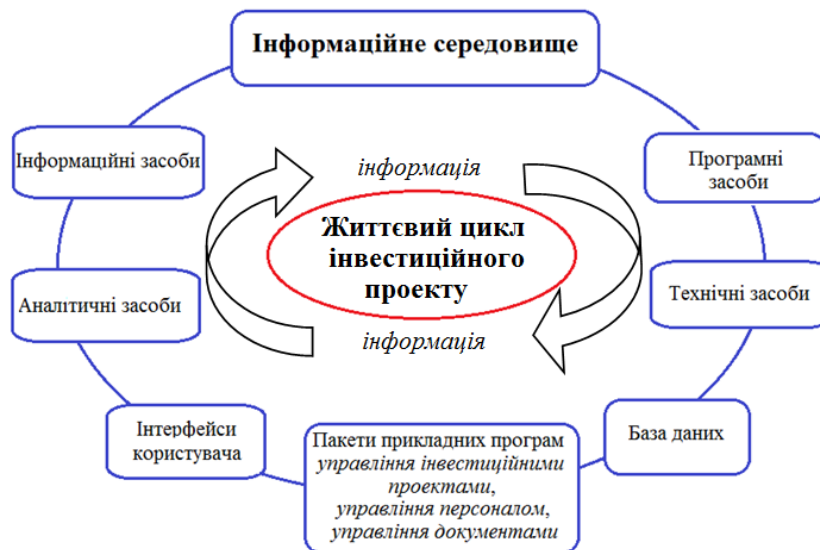 Інформаційне середовище
Інформаційні засоби
інформація
Програмні
засоби
Життєвий цикл
інвестиційного
проекту
Аналітичні засоби
Технічні засоби
інформація
Інтерфейси
користувача
Пакети прикладних програм
управління інвестиційними
проектами,
управління персоналом,
управління документами
База даних